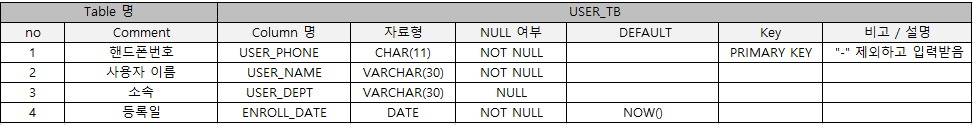 Table 명 USER_TB
no Comment Column 명 자료형 NULL 여부 DEFAULT Key 비고 / 설명
1 핸드폰번호 USER_PHONE CHAR(11) NOT NULL PRIMARY KEY "-" 제외하고 입력받음
2 사용자 이름 USER_NAME VARCHAR(30) NOT NULL
3 소속 USER_DEPT VARCHAR(30) NULL
4 등록일 ENROLL_DATE DATE NOT NULL NOW()